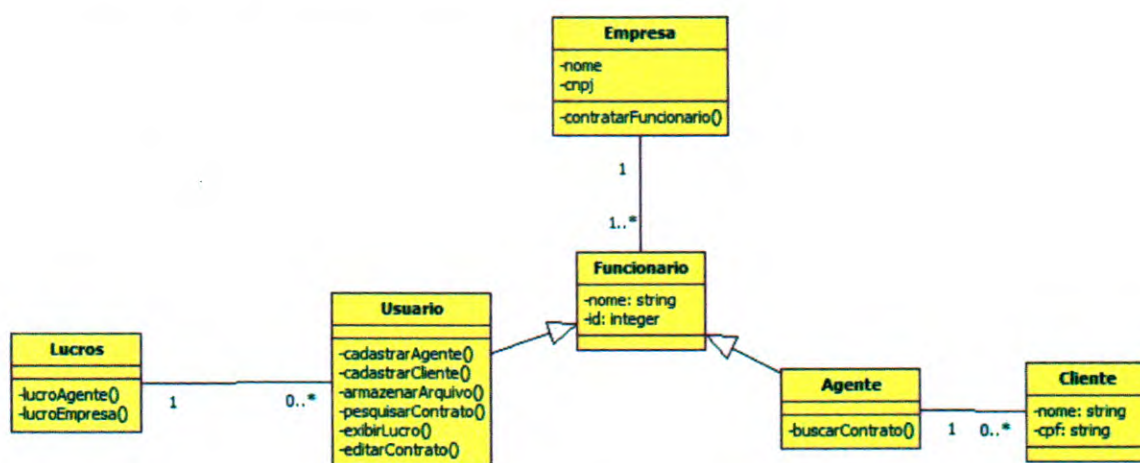 Empresa
-nome
-cnpj
-contratarFuncionario()
1
1..*
Funcionario
-nome: string
-id: integer
Usuario
-cadastrarAgente()
-cadastrarCliente()
-armazenarArquivo()
-pesquisarContrato()
-exibirLucro()
-editarContrato()
Lucros
-lucroAgente()
-lucroEmpresa()
1
0..*
Agente
-buscarContrato()
1
0..*
Cliente
-nome: string
-cpf: string